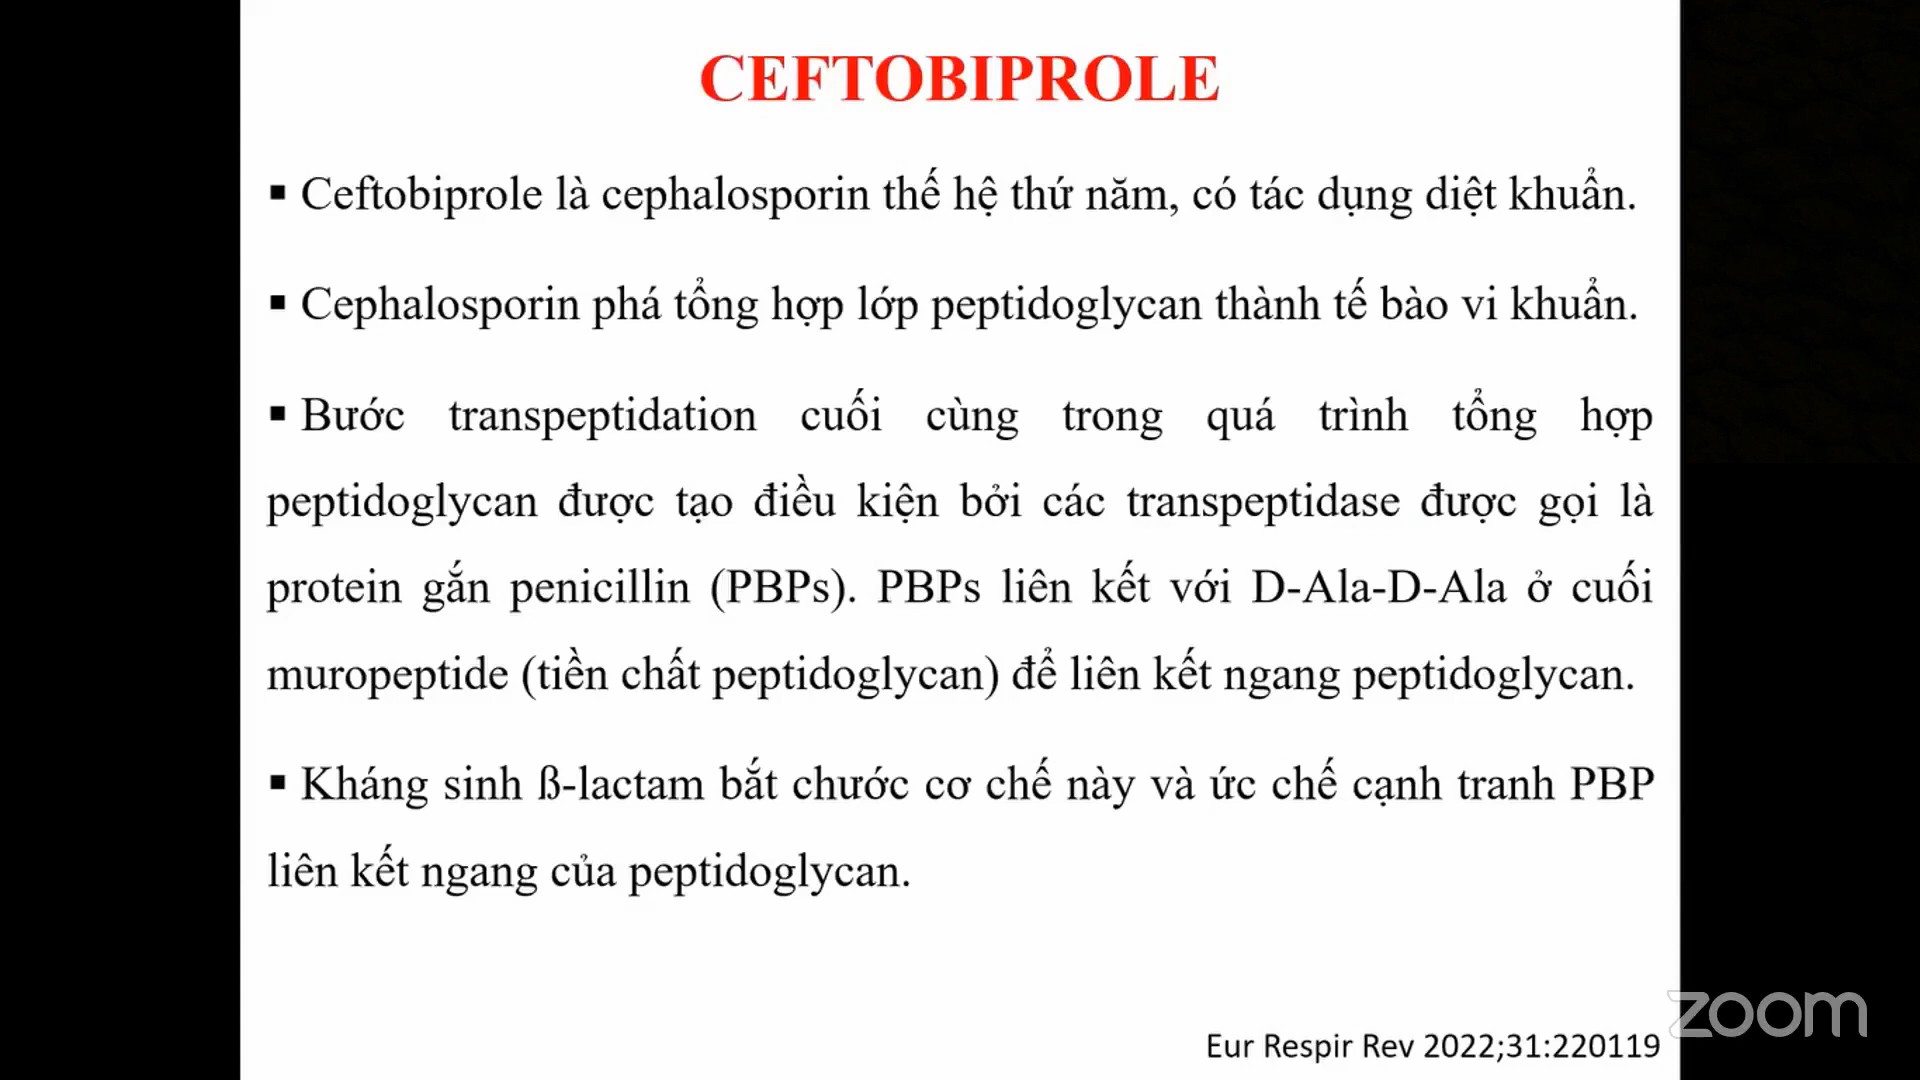 CEFTOBIPROLE
▪ Ceftobiprole là cephalosporin thế hệ thứ năm, có tác dụng diệt khuẩn.
▪ Cephalosporin phá tổng hợp lớp peptidoglycan thành tế bào vi khuẩn.
▪ Bước transpeptidation cuối cùng trong quá trình tổng hợp
peptidoglycan được tạo điều kiện bởi các transpeptidase được gọi là
protein gắn penicillin (PBPs). PBPs liên kết với D-Ala-D-Ala ở cuối
muropeptide (tiền chất peptidoglycan) để liên kết ngang peptidoglycan.
▪ Kháng sinh ß-lactam bắt chước cơ chế này và ức chế cạnh tranh PBP
liên kết ngang của peptidoglycan.
Eur Respir Rev 2022;31:220119
zoom